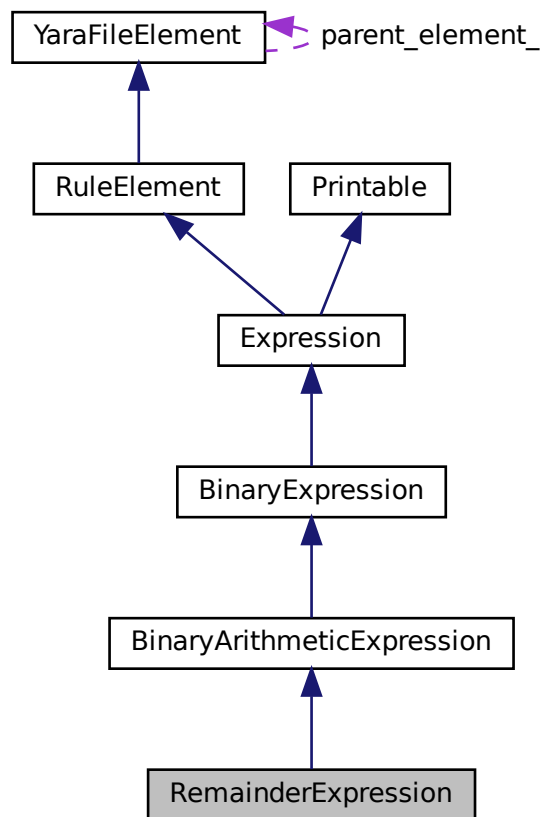 YaraFileElement
parent_element_
RuleElement
Printable
Expression
BinaryExpression
BinaryArithmeticExpression
RemainderExpression